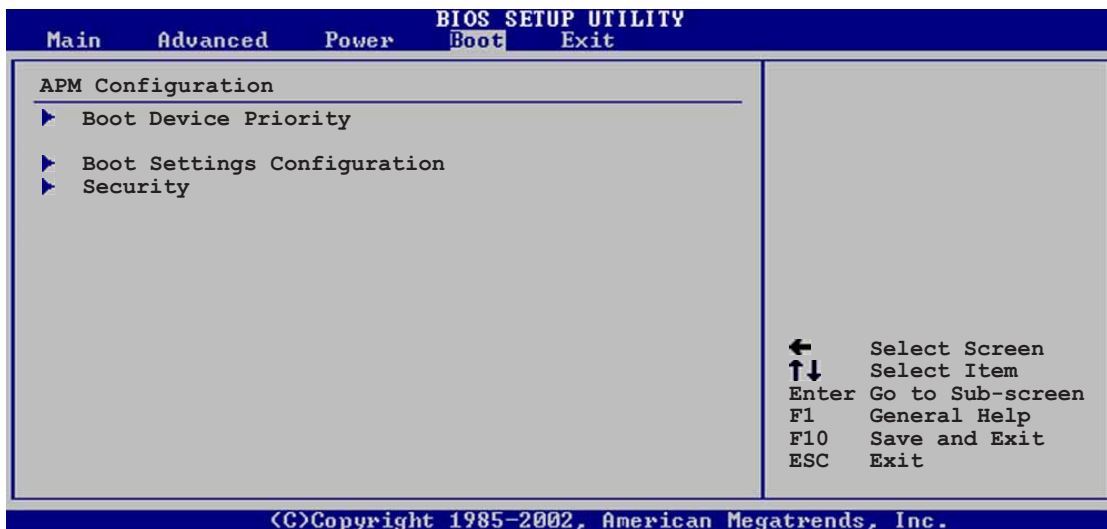 BIOS SETUP UTILITY
Main Advanced Power Boot Exit
APM Configuration
Boot Device Priority
Boot Settings Configuration
Security
← Select Screen
↑↓ Select Item
Enter Go to Sub-screen
F1 General Help
F10 Save and Exit
ESC Exit
(C)Copyright 1985-2002, American Megatrends, Inc.